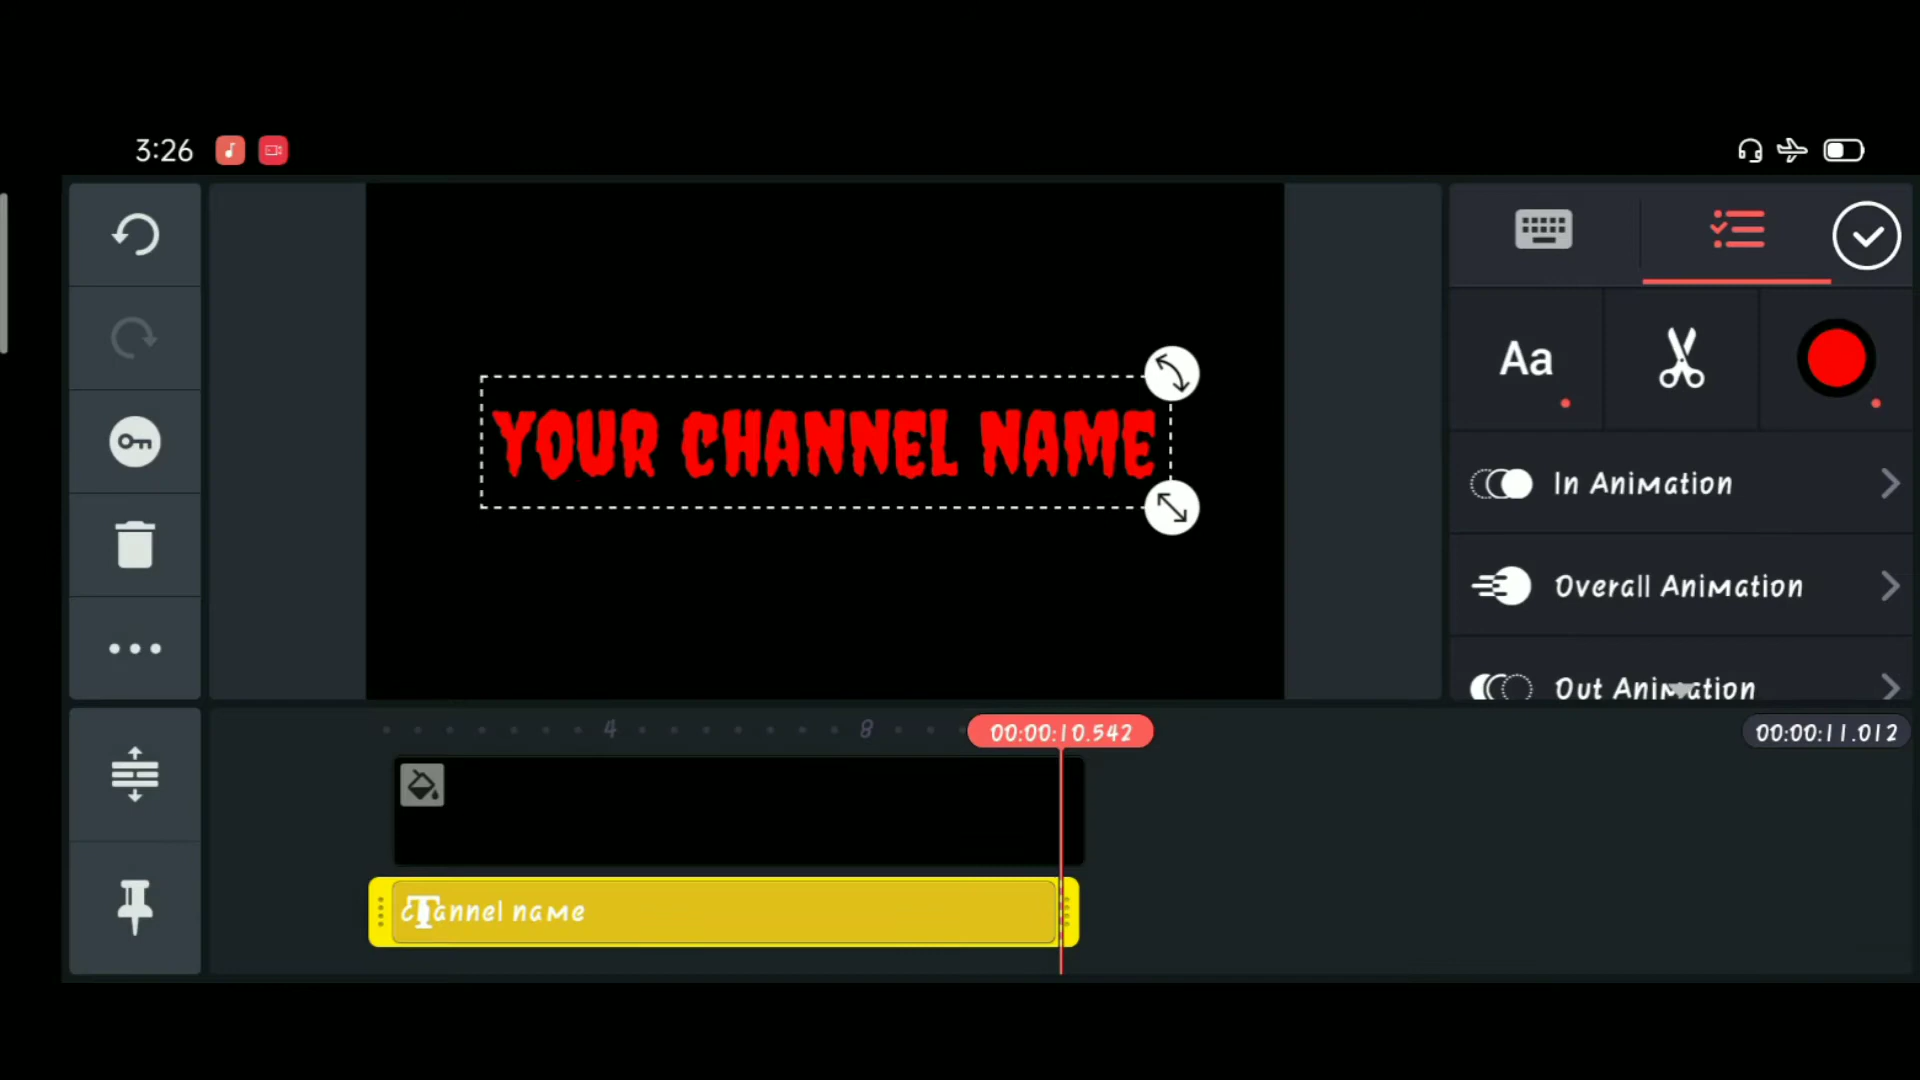 3:26
YOUR CHANNEL NAME
Aa
In Animation
Overall Animation
Out Animation
4
8
00:00:10.542
00:00:11.012
annel name